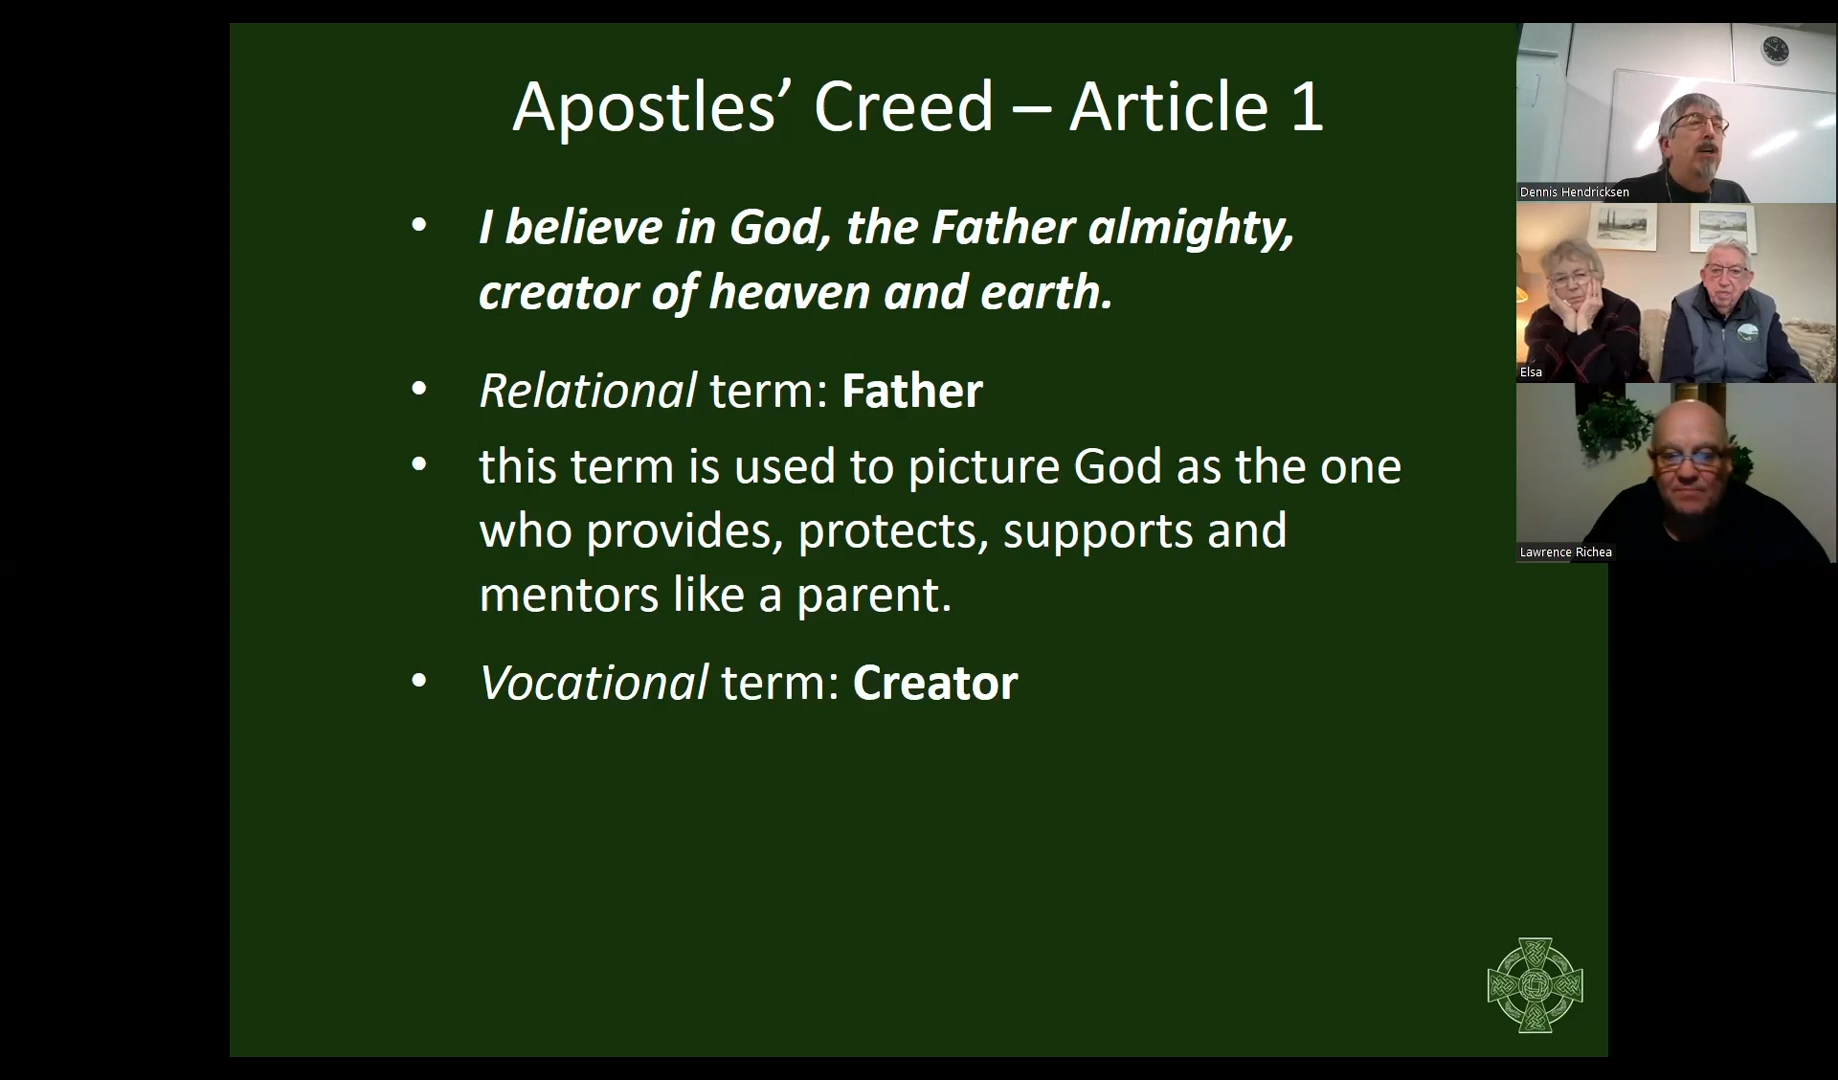 Apostles’ Creed – Article 1
• I believe in God, the Father almighty,
creator of heaven and earth.
• Relational term: Father
• this term is used to picture God as the one
who provides, protects, supports and
mentors like a parent.
• Vocational term: Creator
Dennis Hendricksen
Elsa
Lawrence Richea